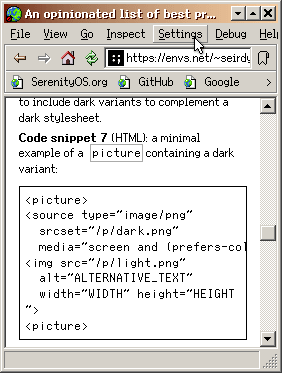 An opinionated list of best pr...
File View Go Inspect Settings Debug Hel
https://envs.net/~seirdy
SerenityOS.org GitHub Google
to include dark variants to complement a
dark stylesheet.
Code snippet 7 (HTML): a minimal
example of a picture containing a dark
variant:
<picture>
<source type="image/png"
srcset="/p/dark.png"
media="screen and (prefers-col
<img src="/p/light.png"
alt="ALTERNATIVE_TEXT"
width="WIDTH" height="HEIGHT
">
<picture>